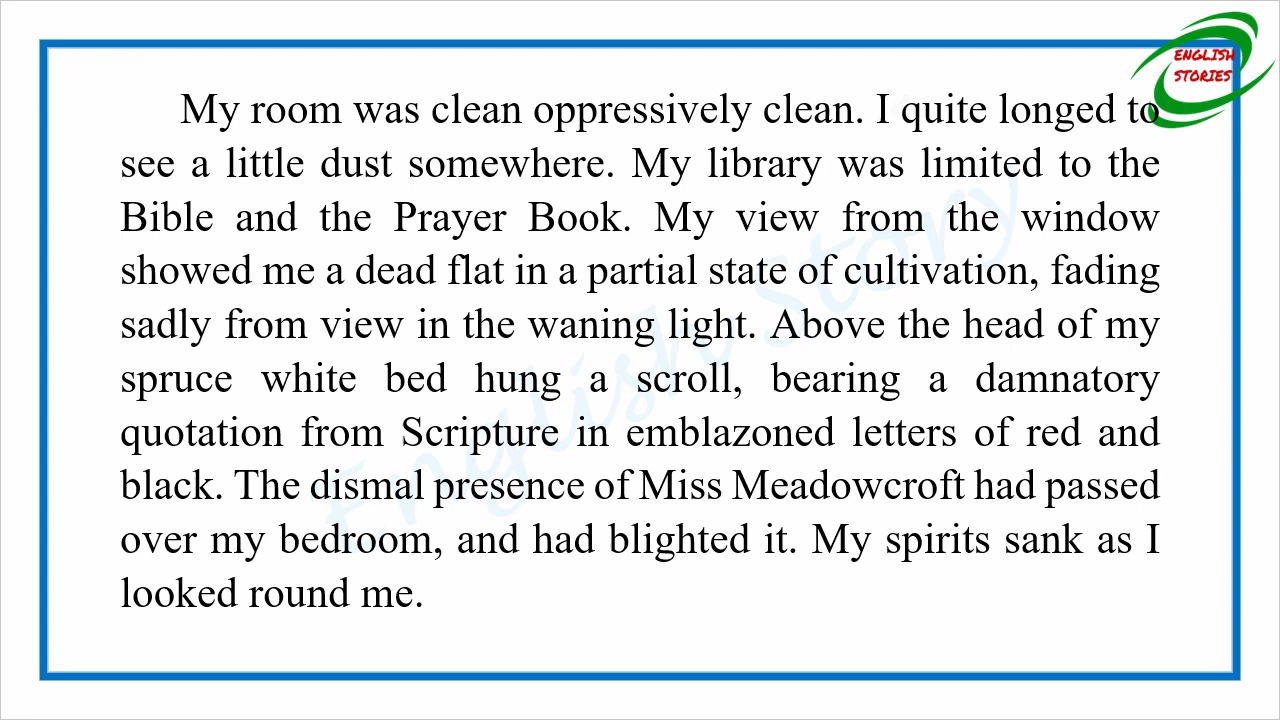 ENGLISH
STORIES
My room was clean oppressively clean. I quite longed to
see a little dust somewhere. My library was limited to the
Bible and the Prayer Book. My view from the window
showed me a dead flat in a partial state of cultivation, fading
sadly from view in the waning light. Above the head of my
spruce white bed hung a scroll, bearing a damnatory
quotation from Scripture in emblazoned letters of red and
black. The dismal presence of Miss Meadowcroft had passed
over my bedroom, and had blighted it. My spirits sank as I
looked round me.
English Story